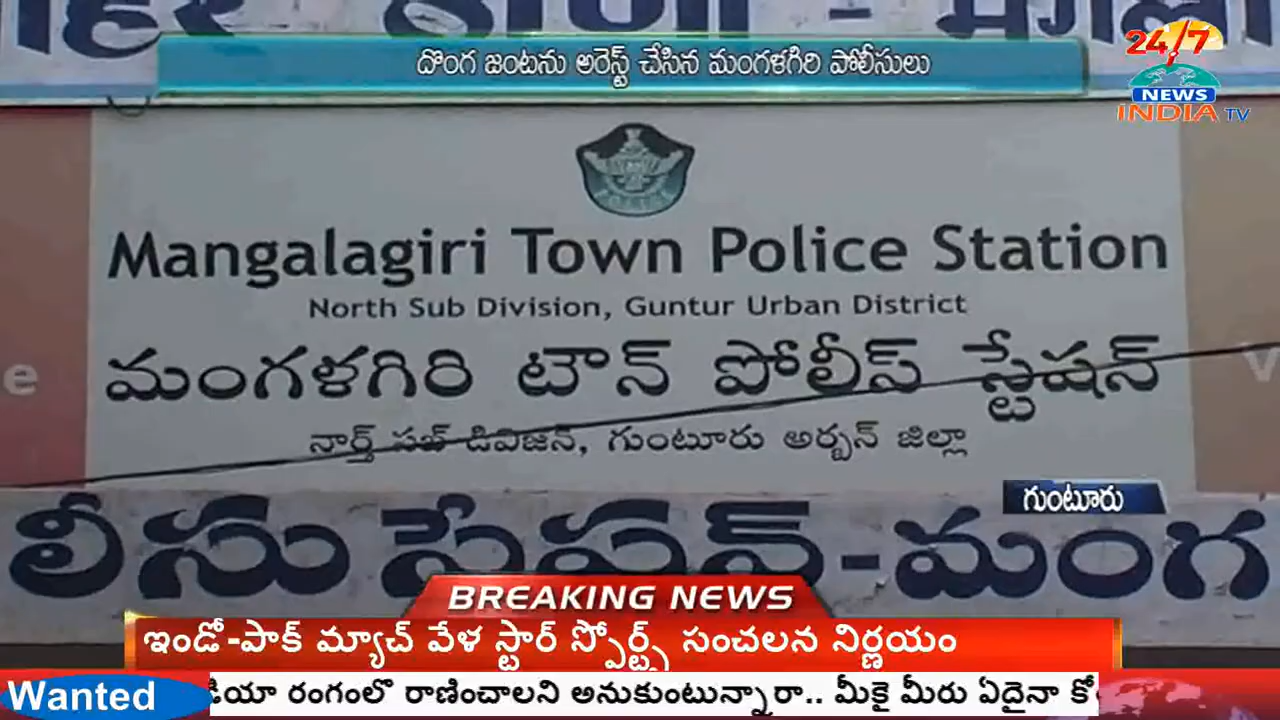 दोंग
దొంగ జంటను అరెస్ట్ చేసిన మంగళగిరి పోలీసులు
24/7
NEWS
INDIA TV
POLICE
Mangalagiri Town Police Station
North Sub Division, Guntur Urban District
మంగళగిరి టౌన్ పోలీస్ స్టేషన్
నార్త్ సబ్ డివిజన్, గుంటూరు అర్బన్ జిల్లా
గుంటూరు
లీసు స్టేషన్-మంగ
BREAKING NEWS
ఇండో-పాక్ మ్యాచ్ వేళ స్టార్ స్పోర్ట్స్ సంచలన నిర్ణయం
Wanted
డియా రంగంలో రాణించాలని అనుకుంటున్నారా.. మీకై మీరు ఏదైనా కో